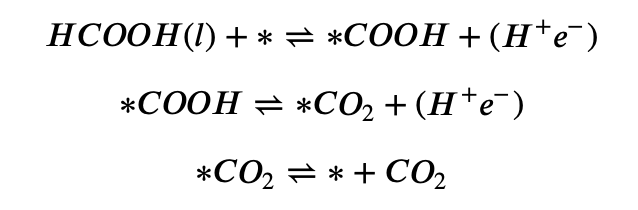 HCOOH(l) + * ⇌ *COOH + (H⁺e⁻)
*COOH ⇌ *CO₂ + (H⁺e⁻)
*CO₂ ⇌ * + CO₂